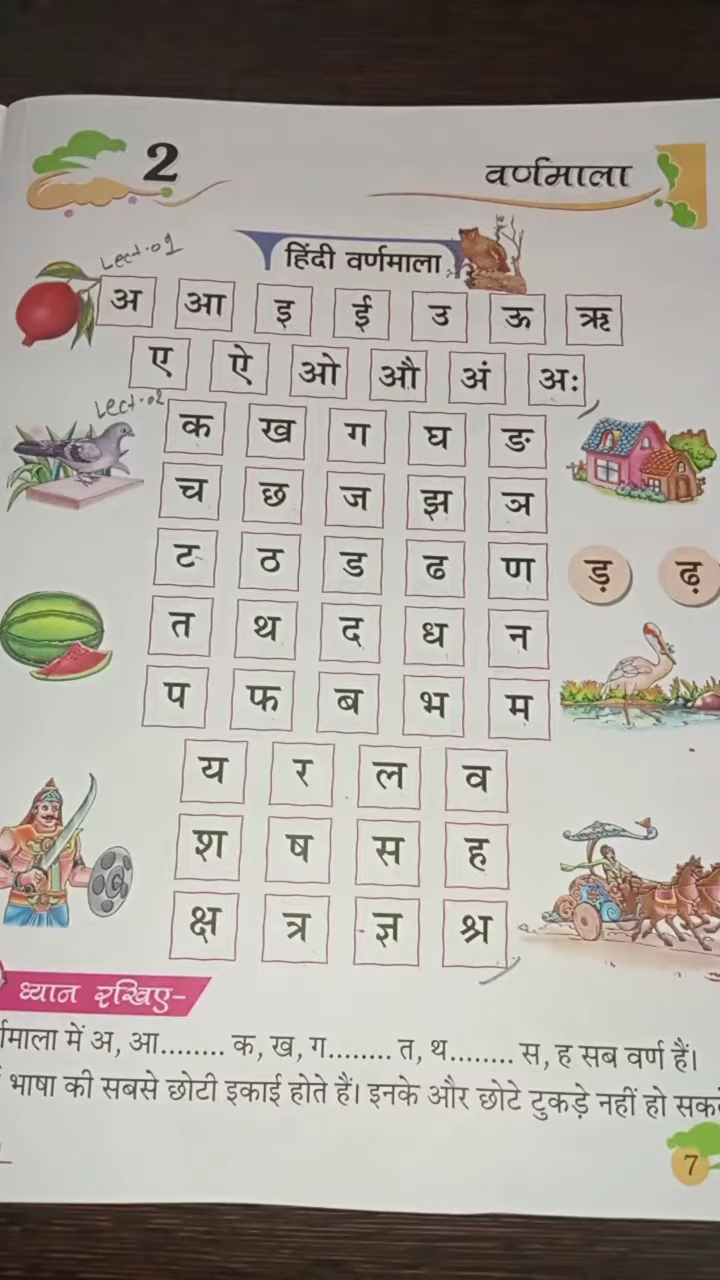 2
वर्णमाला
Lect.01
हिंदी वर्णमाला
अ आ इ ई उ ऊ ऋ
ए ऐ ओ औ अं अः
Lect.02
क ख ग घ ङ
च छ ज झ ञ
ट ठ ड ढ ण ड़ ढ़
त थ द ध न
प फ ब भ म
य र ल व
श ष स ह
क्ष त्र ज्ञ श्र
ध्यान रखिए-
में अ, आ........ क, ख, ग........ त, थ........ स, ह सब वर्ण हैं।
भाषा की सबसे छोटी इकाई होते हैं। इनके और छोटे टुकड़े नहीं हो
7